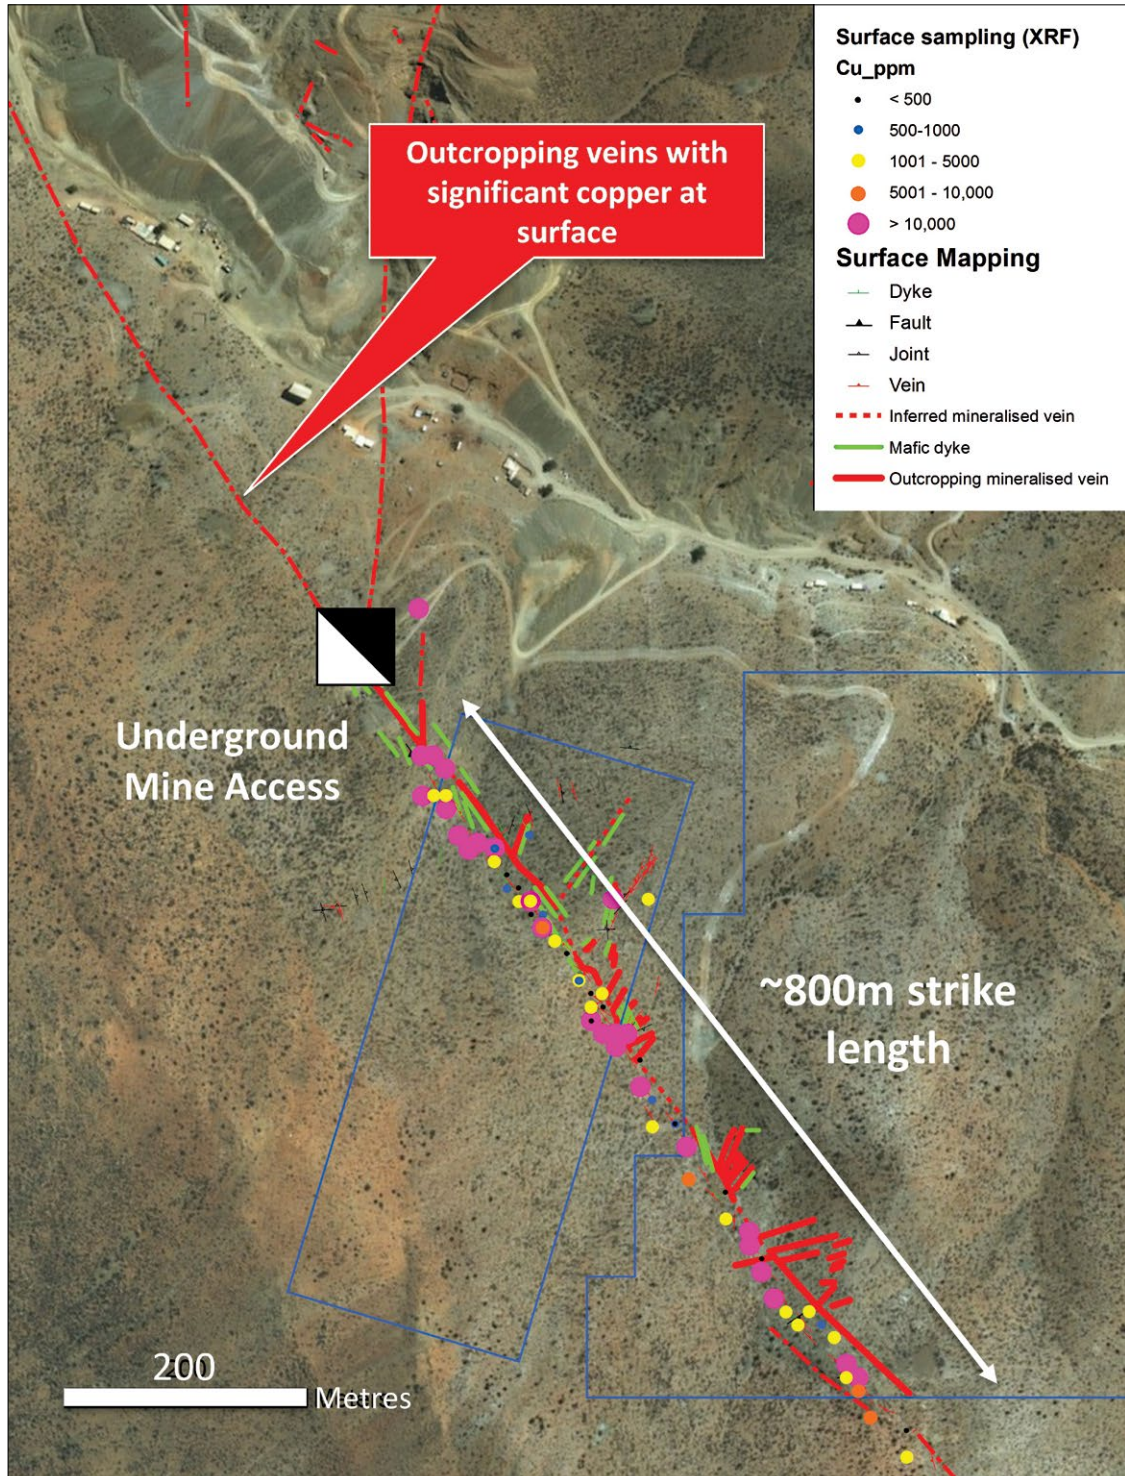 Surface sampling (XRF)
Cu_ppm
< 500
500-1000
1001 - 5000
5001 - 10,000
> 10,000
Surface Mapping
Dyke
Fault
Joint
Vein
Inferred mineralised vein
Mafic dyke
Outcropping mineralised vein
Outcropping veins with
significant copper at
surface
Underground
Mine Access
~800m strike
length
200
Metres